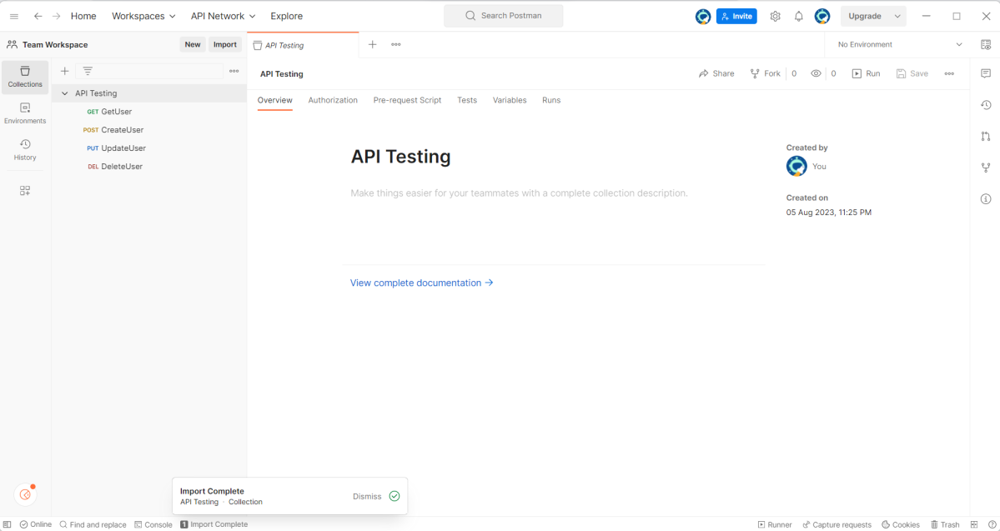 Home Workspaces API Network Explore Search Postman Invite Upgrade
Team Workspace New Import API Testing No Environment
Collections
Environments
History
API Testing
GET GetUser
POST CreateUser
PUT UpdateUser
DEL DeleteUser
API Testing Share Fork 0 0 Run Save
Overview Authorization Pre-request Script Tests Variables Runs
API Testing
Make things easier for your teammates with a complete collection description.
View complete documentation →
Created by
You
Created on
05 Aug 2023, 11:25 PM
Import Complete
API Testing · Collection
Dismiss
Online Find and replace Console 1 Import Complete Runner Capture requests Cookies Trash